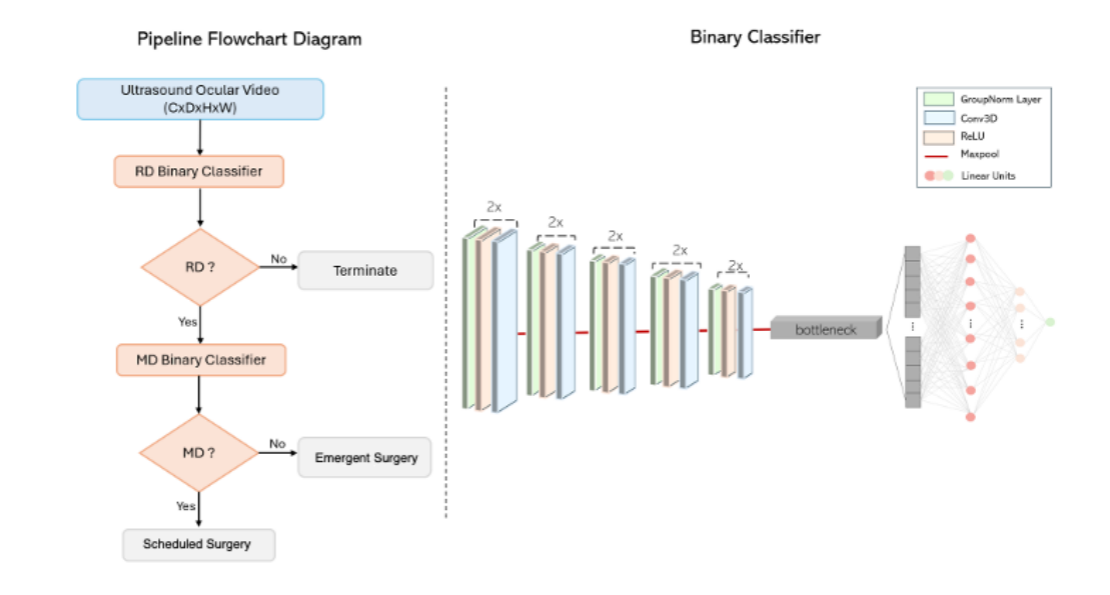 Pipeline Flowchart Diagram
Ultrasound Ocular Video
(CxDxHxW)
RD Binary Classifier
RD ?
No
Terminate
Yes
MD Binary Classifier
MD ?
No
Emergent Surgery
Yes
Scheduled Surgery
Binary Classifier
GroupNorm Layer
Conv3D
ReLU
Maxpool
Linear Units
2x
2x
2x
2x
2x
bottleneck